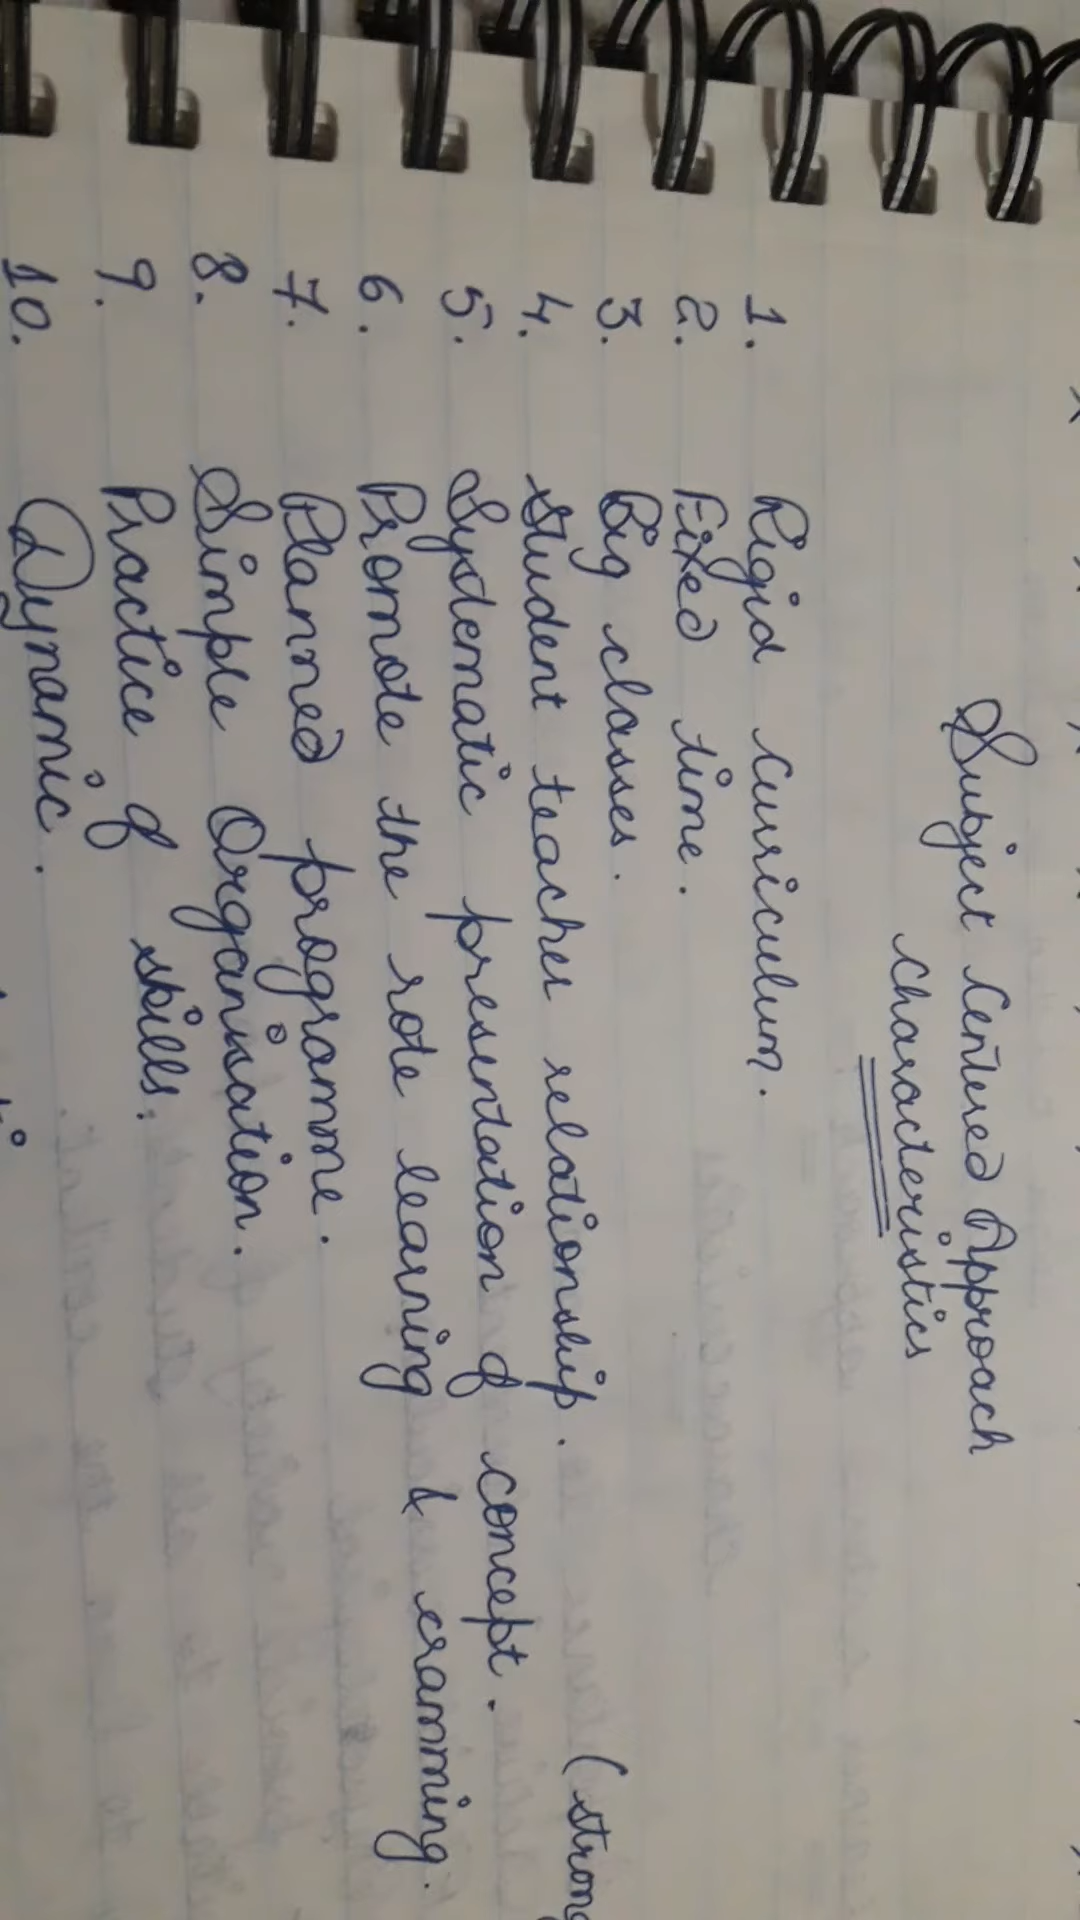 Subject Centred Approach
Characteristics
1. Rigid Curriculum.
2. Fixed time.
3. Big classes.
4. Student teacher relationship. (strong
5. Systematic presentation of concept.
6. Promote the rote learning & cramming.
7. Planned programme.
8. Simple Organisation.
9. Practice of skills.
10. Dynamic.